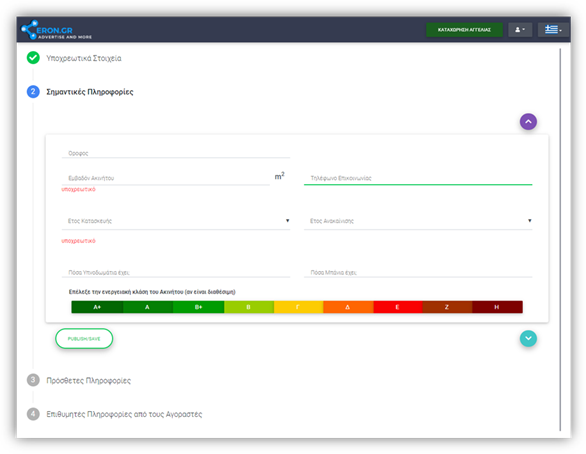 ERON.GR
ADVERTISE AND MORE
ΚΑΤΑΧΩΡΗΣΗ ΑΓΓΕΛΙΑΣ
Υποχρεωτικά Στοιχεία
2 Σημαντικές Πληροφορίες
Όροφος
Εμβαδόν Ακινήτου m2 Τηλέφωνο Επικοινωνίας
υποχρεωτικό
Έτος Κατασκευής Έτος Ανακαίνισης
υποχρεωτικό
Πόσα Υπνοδωμάτια έχει Πόσα Μπάνια έχει
Επέλεξε την ενεργειακή κλάση του Ακινήτου (αν είναι διαθέσιμη)
A+ A B+ B Γ Δ E Z H
PUBLISH/SAVE
3 Πρόσθετες Πληροφορίες
4 Επιθυμητές Πληροφορίες από τους Αγοραστές